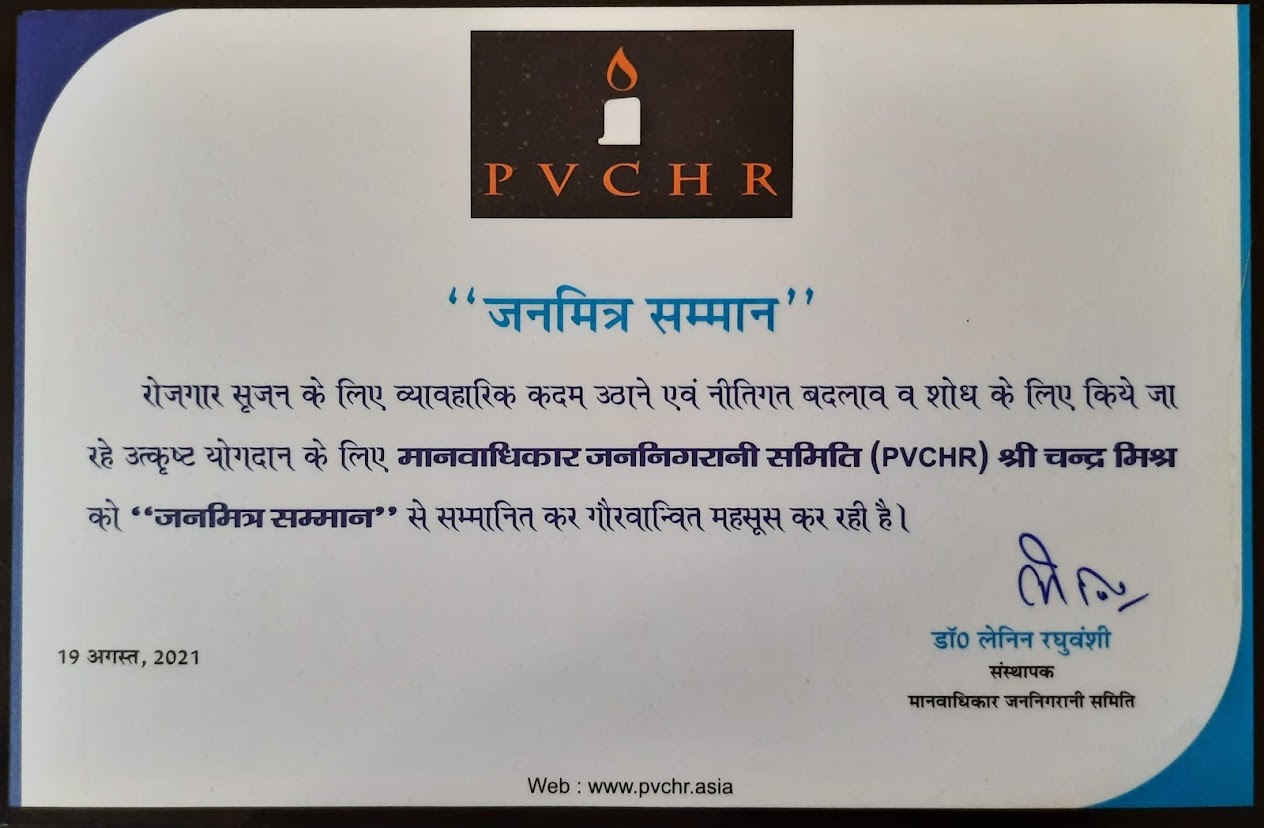 PVCHR
‘‘जनमित्र सम्मान’’
रोजगार सृजन के लिए व्यावहारिक कदम उठाने एवं नीतिगत बदलाव व शोध के लिए किये जा
रहे उत्कृष्ट योगदान के लिए मानवाधिकार जननिगरानी समिति (PVCHR) श्री चन्द्र मिश्र
को ‘‘जनमित्र सम्मान’’ से सम्मानित कर गौरवान्वित महसूस कर रही है।
19 अगस्त, 2021
डॉ0 लेनिन रघुवंशी
संस्थापक
मानवाधिकार जननिगरानी समिति
Web : www.pvchr.asia